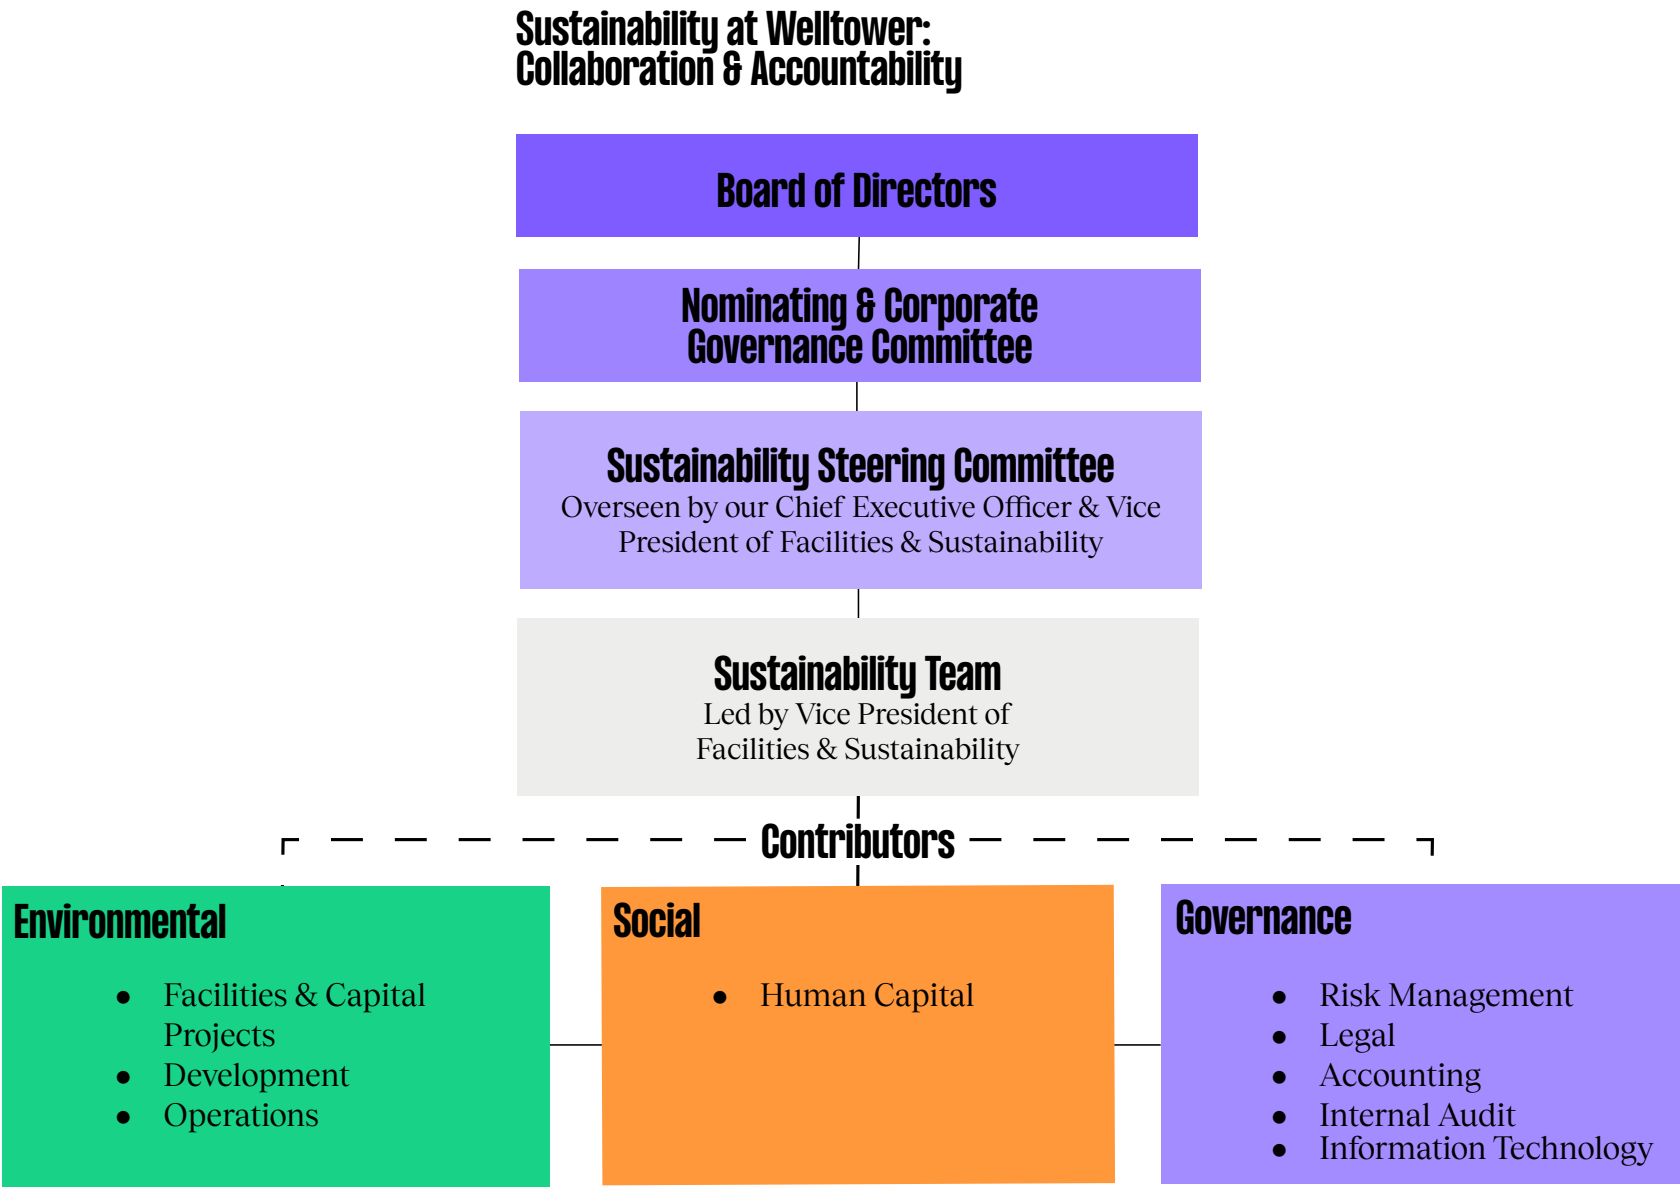 Sustainability at Welltower:
Collaboration & Accountability
Board of Directors
Nominating & Corporate
Governance Committee
Sustainability Steering Committee
Overseen by our Chief Executive Officer & Vice
President of Facilities & Sustainability
Sustainability Team
Led by Vice President of
Facilities & Sustainability
Contributors
Environmental
● Facilities & Capital
Projects
● Development
● Operations
Social
● Human Capital
Governance
● Risk Management
● Legal
● Accounting
● Internal Audit
● Information Technology